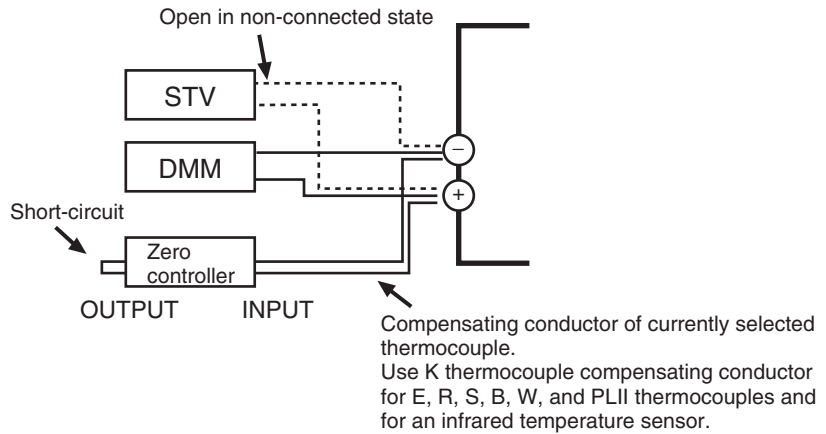 Open in non-connected state
STV
DMM
−
+
Short-circuit
Zero
controller
OUTPUT
INPUT
Compensating conductor of currently selected
thermocouple.
Use K thermocouple compensating conductor
for E, R, S, B, W, and PLII thermocouples and
for an infrared temperature sensor.